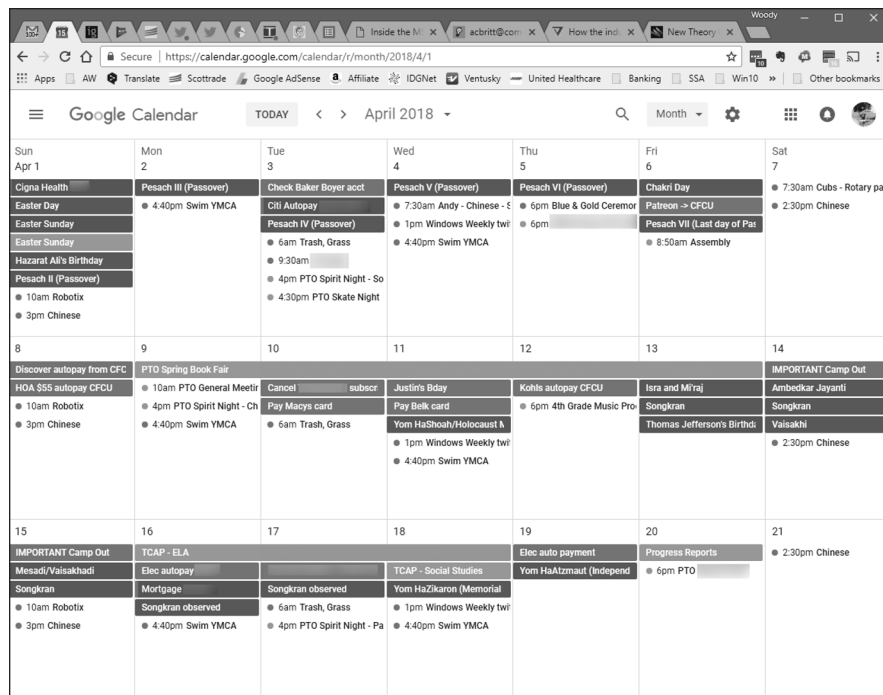 Woody
Inside the M
acbritt@con
How the ind
New Theory
Secure | https://calendar.google.com/calendar/r/month/2018/4/1
Apps AW Translate Scottrade Google AdSense Affiliate IDGNet Ventusky United Healthcare Banking SSA Win10 » Other bookmarks
Google Calendar TODAY < > April 2018 Month
Sun Mon Tue Wed Thu Fri Sat
Apr 1 2 3 4 5 6 7
Cigna Health
Easter Day
Easter Sunday
Easter Sunday
Hazarat Ali's Birthday
Pesach II (Passover)
10am Robotix
3pm Chinese
Pesach III (Passover)
4:40pm Swim YMCA
Check Baker Boyer acct
Citi Autopay
Pesach IV (Passover)
6am Trash, Grass
9:30am
4pm PTO Spirit Night - So
4:30pm PTO Skate Night
Pesach V (Passover)
7:30am Andy - Chinese - S
1pm Windows Weekly twi
4:40pm Swim YMCA
Pesach VI (Passover)
6pm Blue & Gold Ceremor
6pm
Chakri Day
Patreon -> CFCU
Pesach VII (Last day of Pas
8:50am Assembly
7:30am Cubs - Rotary pa
2:30pm Chinese
8 9 10 11 12 13 14
Discover autopay from CFC
HOA $55 autopay CFCU
10am Robotix
3pm Chinese
PTO Spring Book Fair
10am PTO General Meetir
4pm PTO Spirit Night - Ch
4:40pm Swim YMCA
Cancel subscr
Pay Macys card
6am Trash, Grass
Justin's Bday
Pay Belk card
Yom HaShoah/Holocaust M
1pm Windows Weekly twi
4:40pm Swim YMCA
Kohls autopay CFCU
6pm 4th Grade Music Pro
Isra and Mi'raj
Songkran
Thomas Jefferson's Birthda
IMPORTANT Camp Out
Ambedkar Jayanti
Songkran
Vaisakhi
2:30pm Chinese
15 16 17 18 19 20 21
IMPORTANT Camp Out
Mesadi/Vaisakhadi
Songkran
10am Robotix
3pm Chinese
TCAP - ELA
Elec autopay
Mortgage
Songkran observed
4:40pm Swim YMCA
Songkran observed
6am Trash, Grass
4pm PTO Spirit Night - Pa
TCAP - Social Studies
Yom HaZikaron (Memorial
1pm Windows Weekly twi
4:40pm Swim YMCA
Elec auto payment
Yom HaAtzmaut (Independ
Progress Reports
6pm PTO
2:30pm Chinese